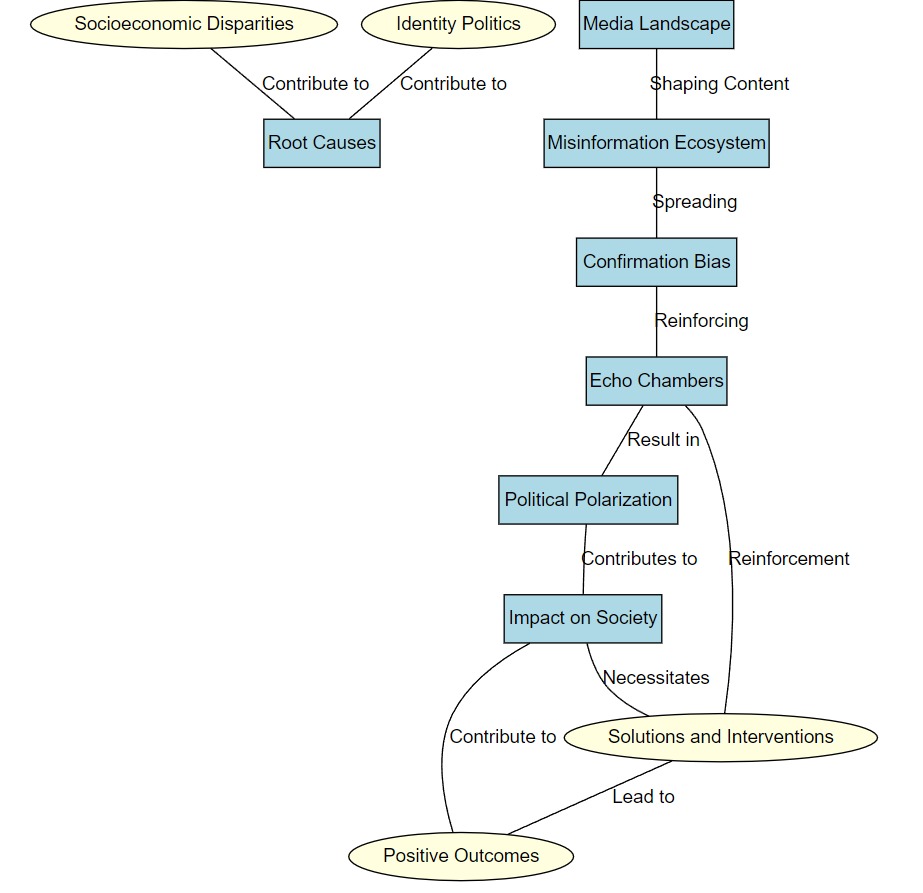 Socioeconomic Disparities
Identity Politics
Media Landscape
Contribute to
Contribute to
Shaping Content
Root Causes
Misinformation Ecosystem
Spreading
Confirmation Bias
Reinforcing
Echo Chambers
Result in
Political Polarization
Contributes to
Reinforcement
Impact on Society
Necessitates
Contribute to
Solutions and Interventions
Lead to
Positive Outcomes